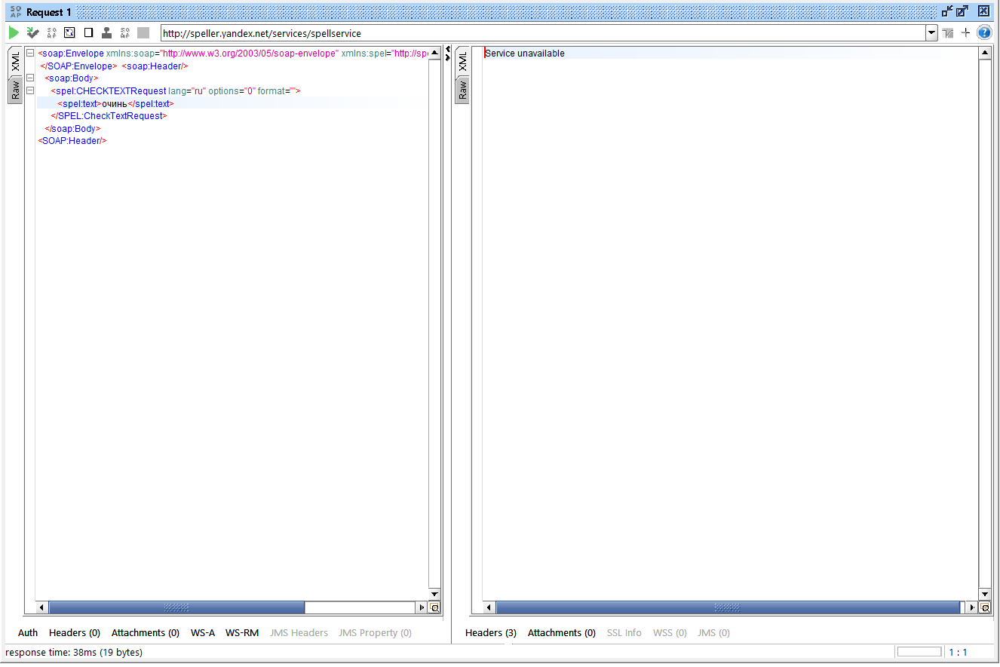 SO AP Request 1
http://speller.yandex.net/services/spellservice
XML
Raw
<soap:Envelope xmlns:soap="http://www.w3.org/2003/05/soap-envelope" xmlns:spel="http://spe
</SOAP:Envelope> <soap:Header/>
<soap:Body>
<spel:CHECKTEXTRequest lang="ru" options="0" format="">
<spel:text>очинь</spel:text>
</SPEL:CheckTextRequest>
</soap:Body>
<SOAP:Header/>
XML
Raw
Service unavailable
Auth Headers (0) Attachments (0) WS-A WS-RM JMS Headers JMS Property (0)
Headers (3) Attachments (0) SSL Info WSS (0) JMS (0)
response time: 38ms (19 bytes)
1 : 1